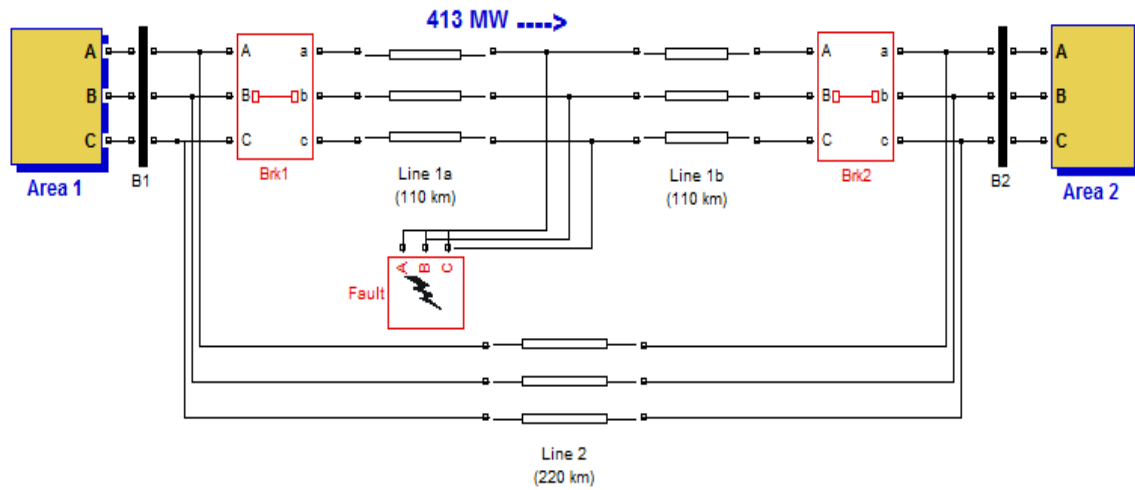 413 MW ---->
A
B
C
Area 1
B1
A a
B b
C c
Brk1
Line 1a
(110 km)
Line 1b
(110 km)
A a
B b
C c
Brk2
B2
A
B
C
Area 2
A B C
Fault
Line 2
(220 km)